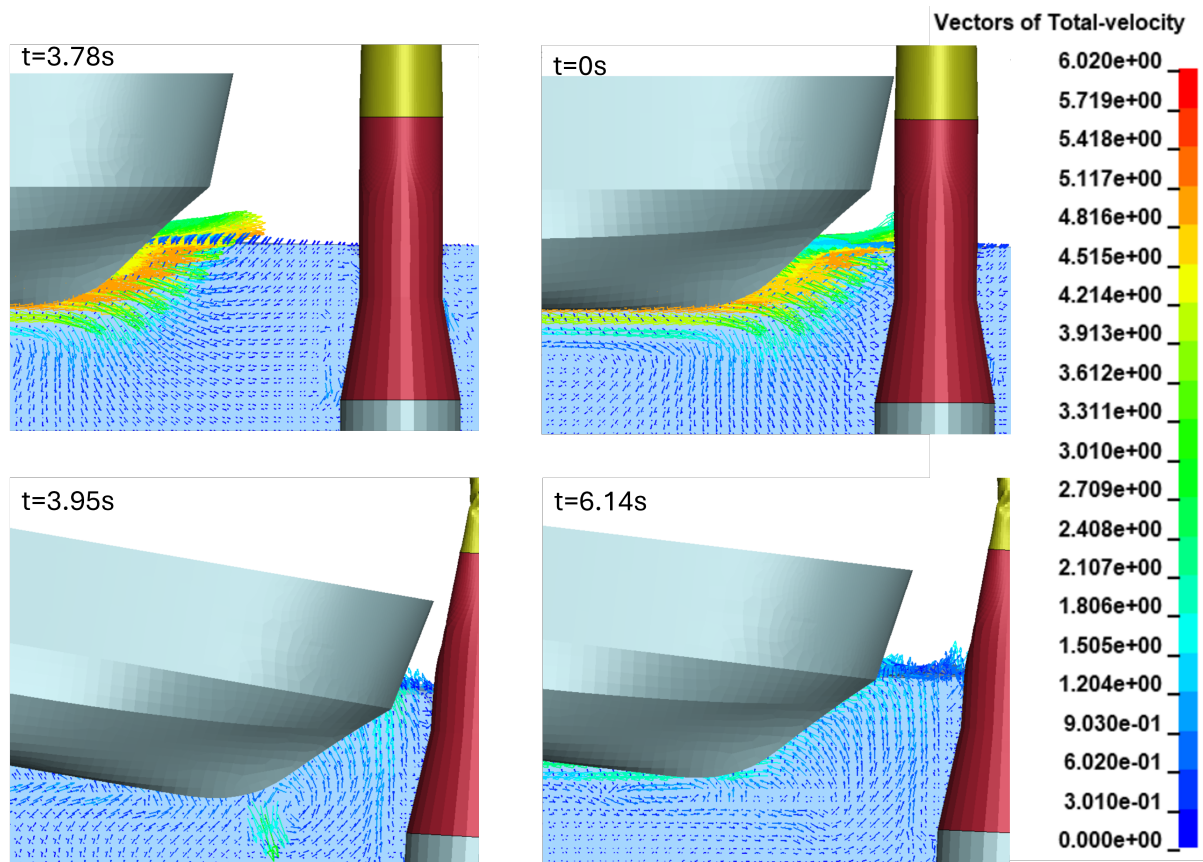 Vectors of Total-velocity
t=3.78s
t=0s
6.020e+00
5.719e+00
5.418e+00
5.117e+00
4.816e+00
4.515e+00
4.214e+00
3.913e+00
3.612e+00
3.311e+00
3.010e+00
2.709e+00
2.408e+00
2.107e+00
1.806e+00
1.505e+00
1.204e+00
9.030e-01
6.020e-01
3.010e-01
0.000e+00
t=3.95s
t=6.14s